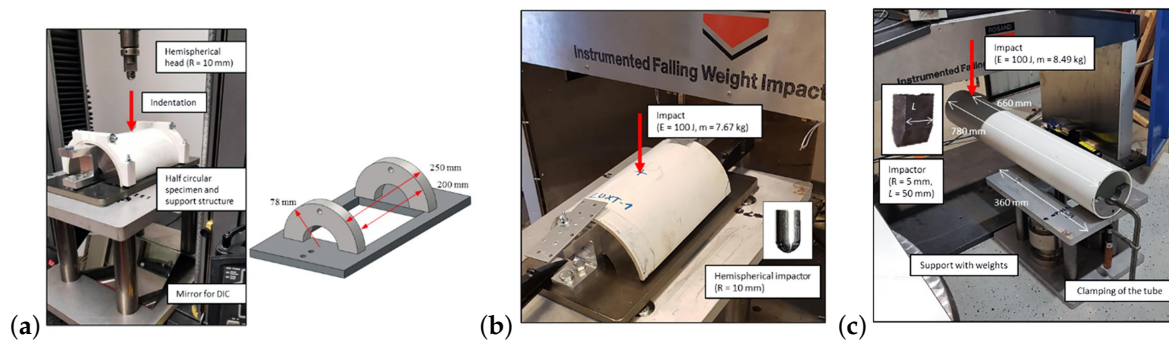 Hemispherical
head (R = 10 mm)
Indentation
Half circular
specimen and
support structure
Mirror for DIC
250 mm
200 mm
78 mm
(a)
Instrumented Falling Weight Impact
Impact
(E = 100 J, m = 7.67 kg)
Hemispherical impactor
(R = 10 mm)
(b)
Impact
(E = 100 J, m = 8.49 kg)
Instrumented Falling Weight
L
660 mm
780 mm
Impactor
(R = 5 mm,
L = 50 mm)
360 mm
Support with weights
Clamping of the tube
(c)